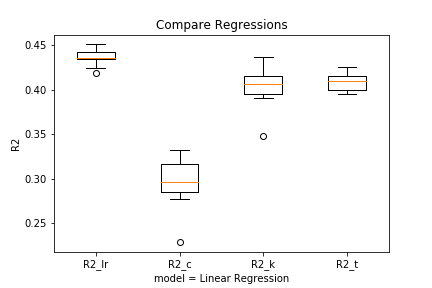 Compare Regressions
0.45
0.40
0.35
0.30
0.25
R2
R2_lr R2_c R2_k R2_t
model = Linear Regression